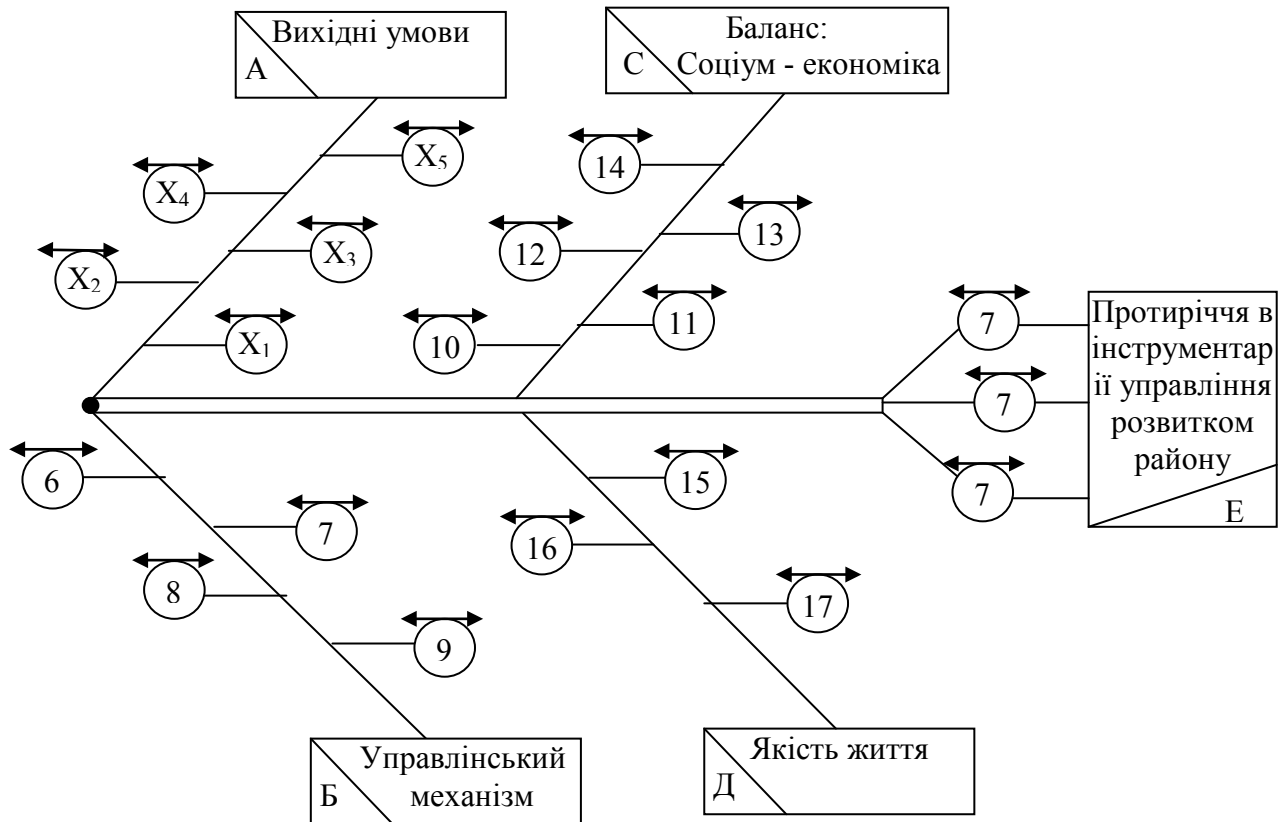 Вихідні умови
А
Баланс:
Соціум - економіка
С
X5
14
X4
13
12
X3
X2
11
10
X1
7
7
7
Протиріччя в
інструментар
ії управління
розвитком
району
Е
6
15
7
16
8
17
9
Управлінський
механізм
Б
Якість життя
Д